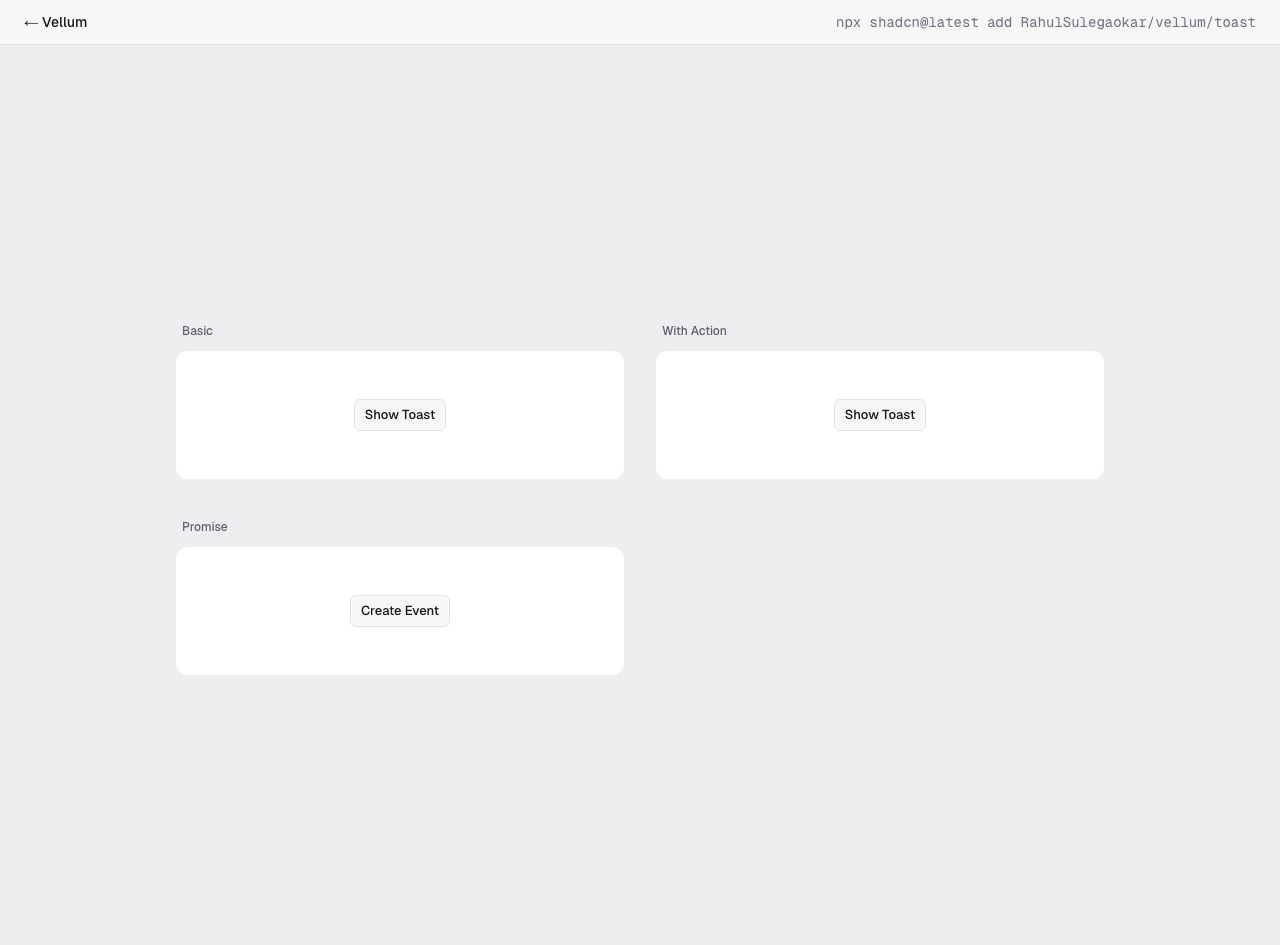 ← Vellum
npx shadcn@latest add RahulSulegaokar/vellum/toast
Basic
With Action
Show Toast
Show Toast
Promise
Create Event